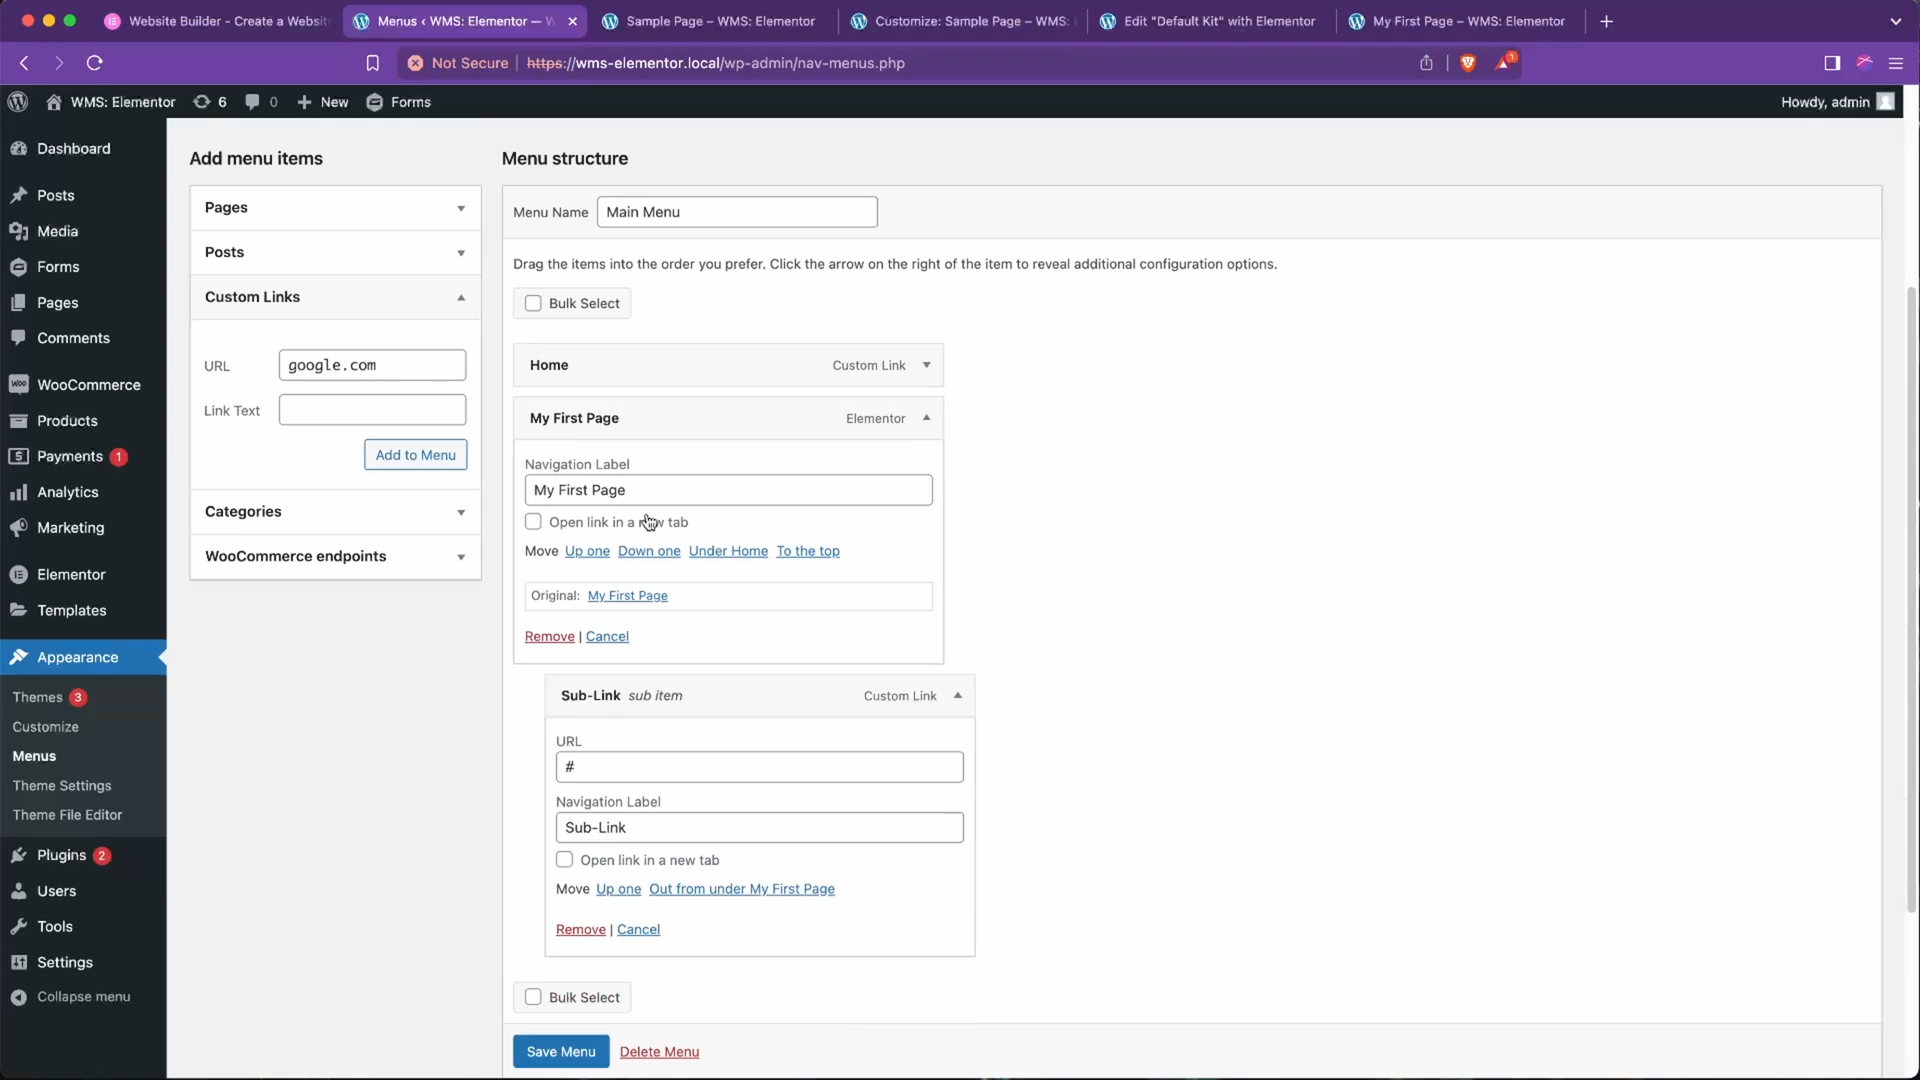 Website Builder - Create a Website
Menus ‹ WMS: Elementor — W
Sample Page – WMS: Elementor
Customize: Sample Page – WMS:
Edit "Default Kit" with Elementor
My First Page – WMS: Elementor
Not Secure
https://wms-elementor.local/wp-admin/nav-menus.php
1
WMS: Elementor
6
0
New
Forms
Howdy, admin
Dashboard
Posts
Media
Forms
Pages
Comments
Woo
WooCommerce
Products
Payments 1
Analytics
Marketing
Elementor
Templates
Appearance
Themes 3
Customize
Menus
Theme Settings
Theme File Editor
Plugins 2
Users
Tools
Settings
Collapse menu
Add menu items
Pages
Posts
Custom Links
URL
google.com
Link Text
Add to Menu
Categories
WooCommerce endpoints
Menu structure
Menu Name
Main Menu
Drag the items into the order you prefer. Click the arrow on the right of the item to reveal additional configuration options.
Bulk Select
Home
Custom Link
My First Page
Elementor
Navigation Label
My First Page
Open link in a new tab
Move Up one Down one Under Home To the top
Original: My First Page
Remove | Cancel
Sub-Link sub item
Custom Link
URL
#
Navigation Label
Sub-Link
Open link in a new tab
Move Up one Out from under My First Page
Remove | Cancel
Bulk Select
Save Menu
Delete Menu